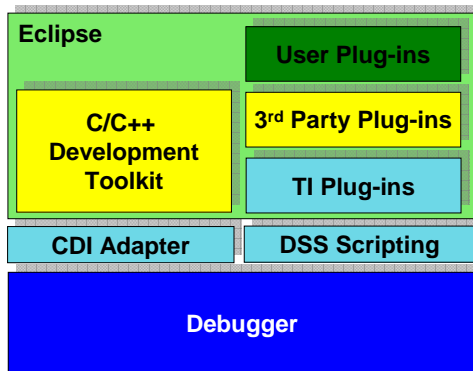 Eclipse
User Plug-ins
C/C++
Development
Toolkit
3rd Party Plug-ins
TI Plug-ins
CDI Adapter
DSS Scripting
Debugger